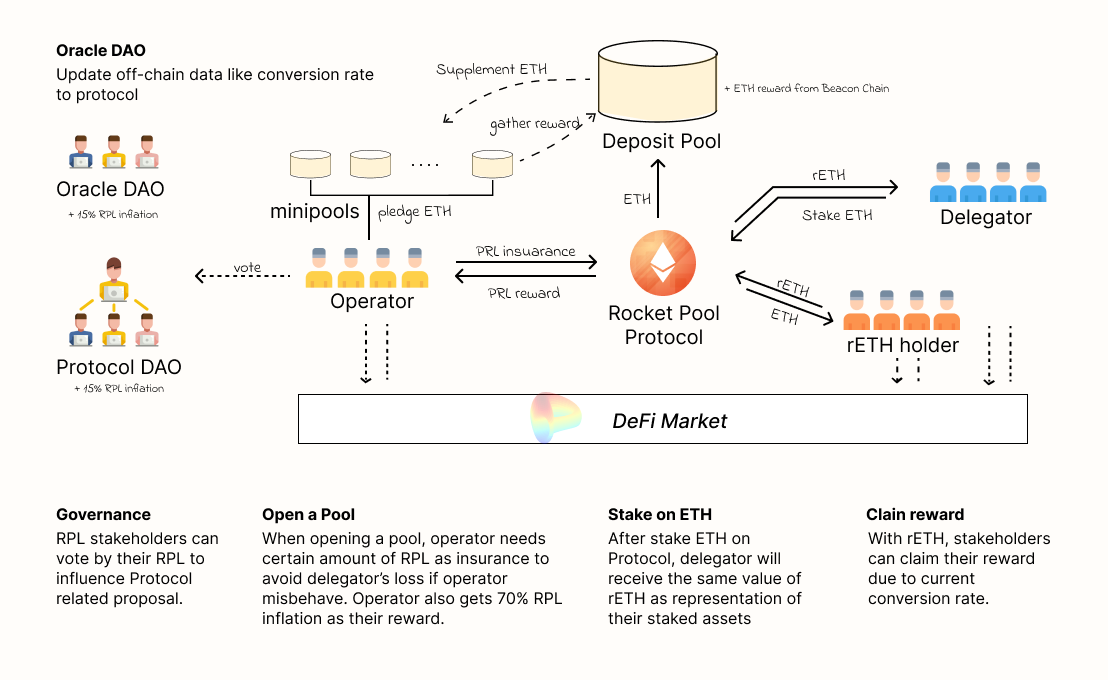 Oracle DAO
Update off-chain data like conversion rate
to protocol
Supplement ETH
+ ETH reward from Beacon Chain
gather reward
Deposit Pool
Oracle DAO
+ 15% RPL inflation
. . . .
minipools
pledge ETH
ETH
rETH
Stake ETH
Delegator
vote
Operator
PRL insuarance
PRL reward
Rocket Pool
Protocol
rETH
ETH
rETH holder
Protocol DAO
+ 15% RPL inflation
DeFi Market
Governance
RPL stakeholders can
vote by their RPL to
influence Protocol
related proposal.
Open a Pool
When opening a pool, operator needs
certain amount of RPL as insurance to
avoid delegator's loss if operator
misbehave. Operator also gets 70% RPL
inflation as their reward.
Stake on ETH
After stake ETH on
Protocol, delegator will
receive the same value of
rETH as representation of
their staked assets
Clain reward
With rETH, stakeholders
can claim their reward
due to current
conversion rate.